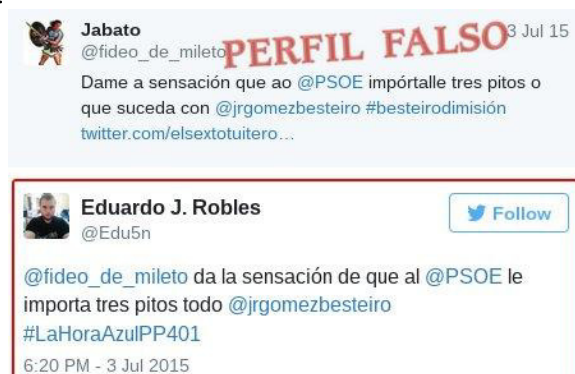 Jabato
@fideo_de_mileto PERFIL FALSO 3 Jul 15
Dame a sensación que ao @PSOE impórtalle tres pitos o
que suceda con @jrgomezbesteiro #besteirodimisión
twitter.com/elsextotuitero…
Eduardo J. Robles
@Edu5n
Follow
@fideo_de_mileto da la sensación de que al @PSOE le
importa tres pitos todo @jrgomezbesteiro
#LaHoraAzulPP401
6:20 PM - 3 Jul 2015